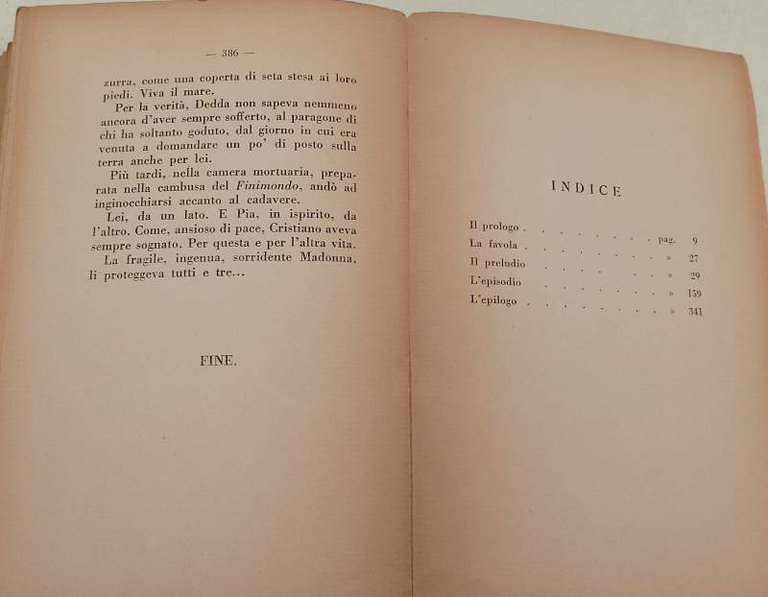 — 386 —
zurra, come una coperta di seta stesa ai loro
piedi. Viva il mare.
Per la verità, Dedda non sapeva nemmeno
ancora d'aver sempre sofferto, al paragone di
chi ha soltanto goduto, dal giorno in cui era
venuta a domandare un po' di posto sulla
terra anche per lei.
Più tardi, nella camera mortuaria, prepa-
rata nella cambusa del Finimondo, andò ad
inginocchiarsi accanto al cadavere.
Lei, da un lato. E Pia, in ispirito, da
l'altro. Come, ansioso di pace, Cristiano aveva
sempre sognato. Per questa e per l'altra vita.
La fragile, ingenua, sorridente Madonna,
li proteggeva tutti e tre...
FINE.
INDICE
Il prologo . . . . . . . pag. 9
La favola . . . . . . . » 27
Il preludio . . . . . . » 29
L'episodio . . . . . . » 159
L'epilogo . . . . . . . » 341